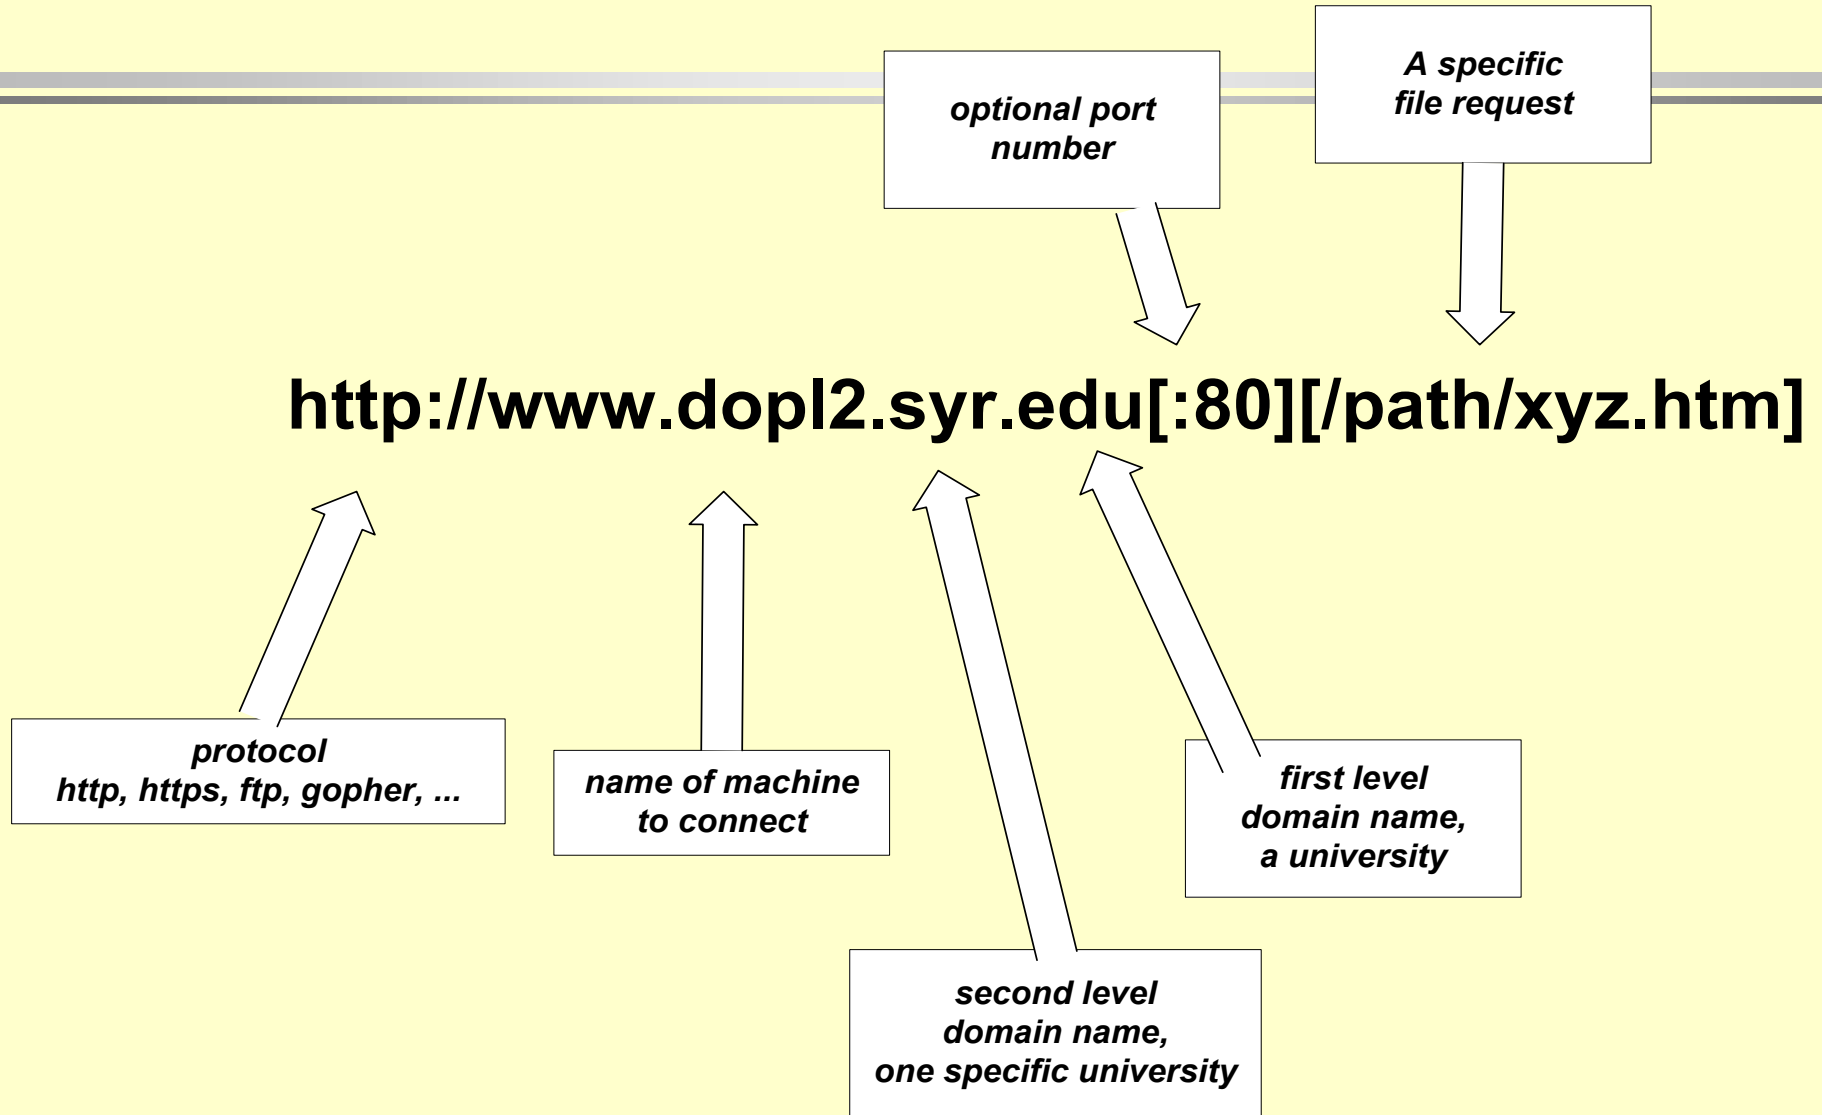 optional port
number
A specific
file request
http://www.dopl2.syr.edu[:80][/path/xyz.htm]
protocol
http, https, ftp, gopher, ...
name of machine
to connect
first level
domain name,
a university
second level
domain name,
one specific university